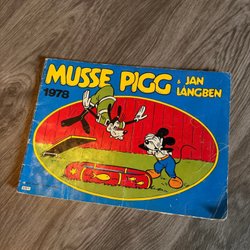 MUSSE PIGG
& JAN
LÅNGBEN
1978